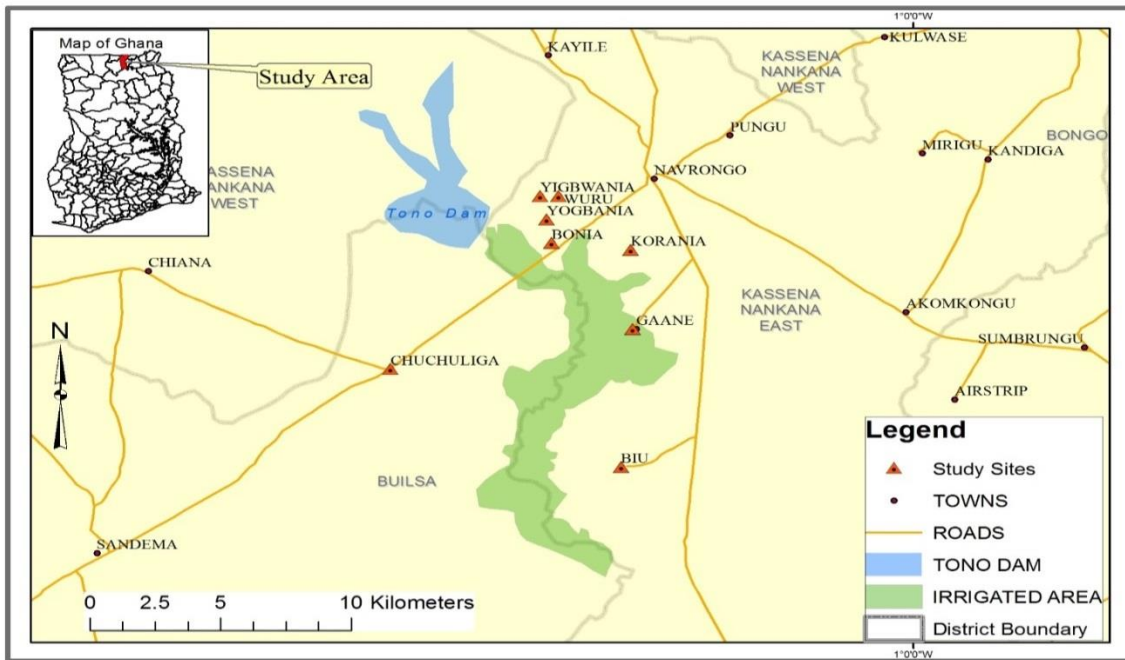 1°0'0"W
Map of Ghana
Study Area
KAYILE
KULWASE
KASSENA
NANKANA
WEST
PUNGU
BONGO
MIRIGU
KANDIGA
ASSENA
ANKANA
WEST
NAVRONGO
YIGBWANIA
WURU
YOGBANIA
Tono Dam
BONIA
KORANIA
CHIANA
KASSENA
NANKANA
EAST
AKOMKONGU
GAANE
SUMBRUNGU
N
CHUCHULIGA
AIRSTRIP
BIU
BUILSA
SANDEMA
0 2.5 5 10 Kilometers
Legend
Study Sites
TOWNS
ROADS
TONO DAM
IRRIGATED AREA
District Boundary
1°0'0"W